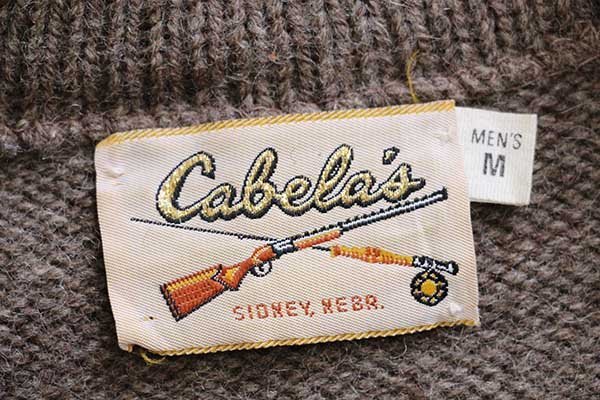 Cabela's
SIDNEY, NEBR.
MEN'S
M